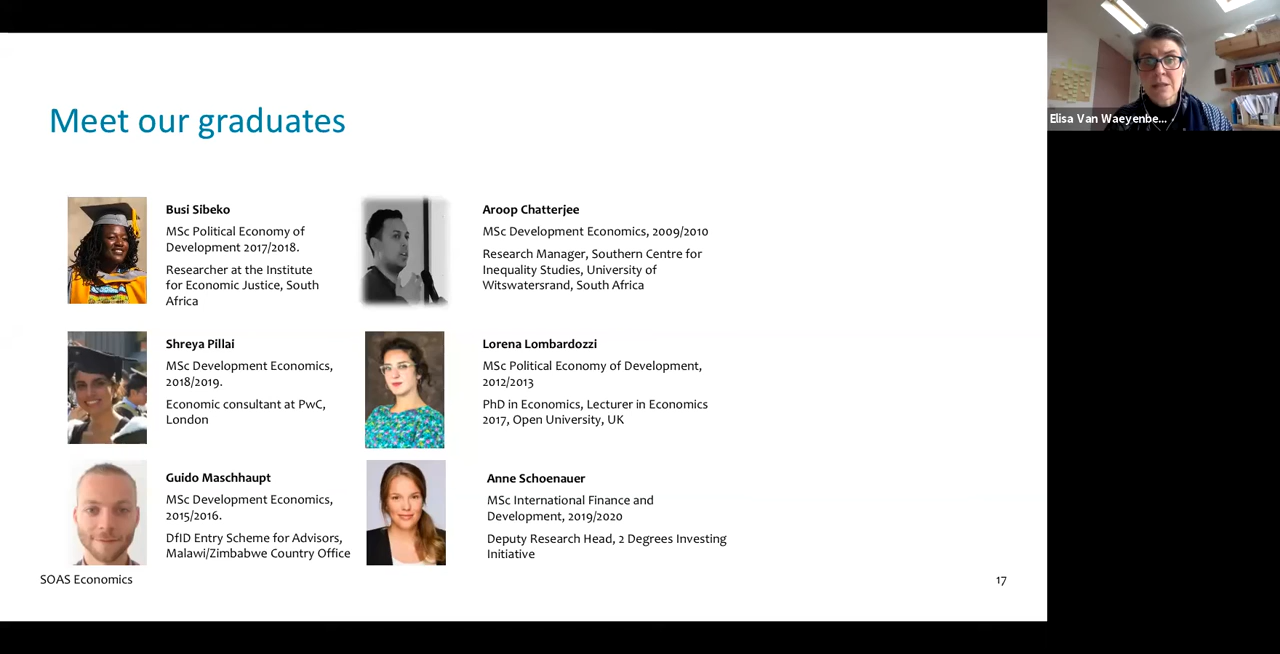 Meet our graduates
Busi Sibeko
MSc Political Economy of
Development 2017/2018.
Researcher at the Institute
for Economic Justice, South
Africa
Aroop Chatterjee
MSc Development Economics, 2009/2010
Research Manager, Southern Centre for
Inequality Studies, University of
Witswatersrand, South Africa
Shreya Pillai
MSc Development Economics,
2018/2019.
Economic consultant at PwC,
London
Lorena Lombardozzi
MSc Political Economy of Development,
2012/2013
PhD in Economics, Lecturer in Economics
2017, Open University, UK
Guido Maschhaupt
MSc Development Economics,
2015/2016.
DfID Entry Scheme for Advisors,
Malawi/Zimbabwe Country Office
Anne Schoenauer
MSc International Finance and
Development, 2019/2020
Deputy Research Head, 2 Degrees Investing
Initiative
SOAS Economics
17
Elisa Van Waeyenbe...